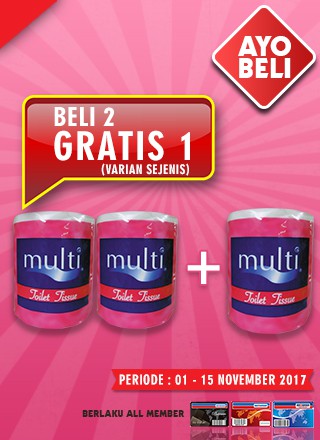 AYO
BELI
BELI 2
GRATIS 1
(VARIAN SEJENIS)
multi
Toilet Tissue
multi
Toilet Tissue
+
multi
Toilet Tissue
PERIODE : 01 - 15 NOVEMBER 2017
BERLAKU ALL MEMBER